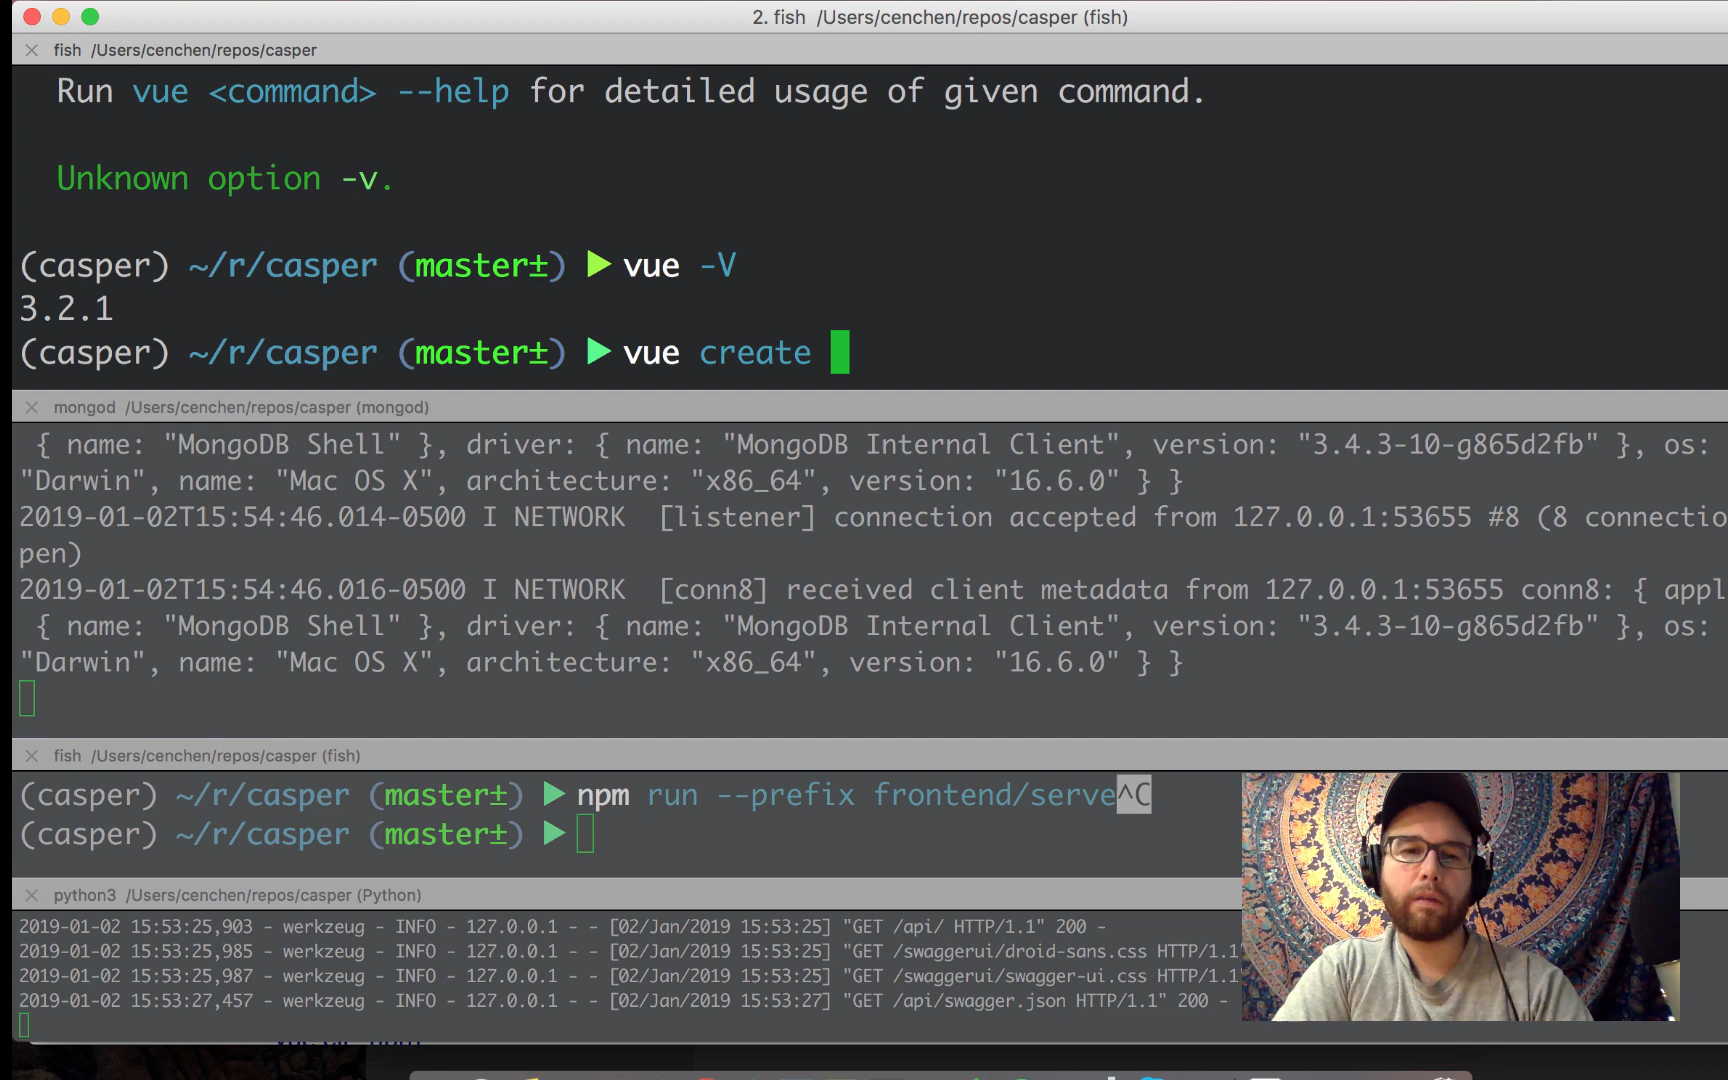 2. fish /Users/cenchen/repos/casper (fish)
fish /Users/cenchen/repos/casper
Run vue <command> --help for detailed usage of given command.
Unknown option -v.
(casper) ~/r/casper (master±) ▶ vue -V
3.2.1
(casper) ~/r/casper (master±) ▶ vue create
mongod /Users/cenchen/repos/casper (mongod)
{ name: "MongoDB Shell" }, driver: { name: "MongoDB Internal Client", version: "3.4.3-10-g865d2fb" }, os:
"Darwin", name: "Mac OS X", architecture: "x86_64", version: "16.6.0" } }
2019-01-02T15:54:46.014-0500 I NETWORK [listener] connection accepted from 127.0.0.1:53655 #8 (8 connectio
pen)
2019-01-02T15:54:46.016-0500 I NETWORK [conn8] received client metadata from 127.0.0.1:53655 conn8: { appl
{ name: "MongoDB Shell" }, driver: { name: "MongoDB Internal Client", version: "3.4.3-10-g865d2fb" }, os:
"Darwin", name: "Mac OS X", architecture: "x86_64", version: "16.6.0" } }
fish /Users/cenchen/repos/casper (fish)
(casper) ~/r/casper (master±) ▶ npm run --prefix frontend/serve^C
(casper) ~/r/casper (master±) ▶
python3 /Users/cenchen/repos/casper (Python)
2019-01-02 15:53:25,903 - werkzeug - INFO - 127.0.0.1 - - [02/Jan/2019 15:53:25] "GET /api/ HTTP/1.1" 200 -
2019-01-02 15:53:25,985 - werkzeug - INFO - 127.0.0.1 - - [02/Jan/2019 15:53:25] "GET /swaggerui/droid-sans.css HTTP/1.1
2019-01-02 15:53:25,987 - werkzeug - INFO - 127.0.0.1 - - [02/Jan/2019 15:53:25] "GET /swaggerui/swagger-ui.css HTTP/1.1
2019-01-02 15:53:27,457 - werkzeug - INFO - 127.0.0.1 - - [02/Jan/2019 15:53:27] "GET /api/swagger.json HTTP/1.1" 200 -